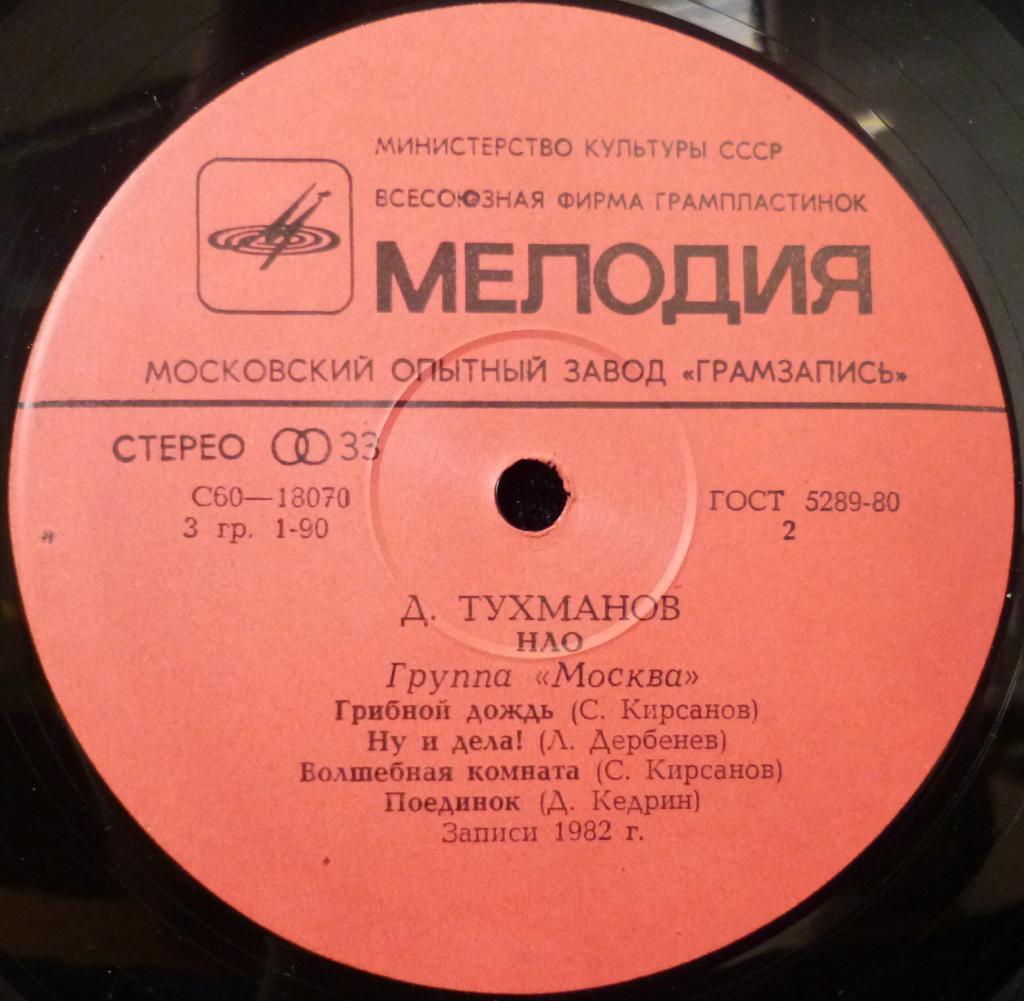 МИНИСТЕРСТВО КУЛЬТУРЫ СССР
ВСЕСОЮЗНАЯ ФИРМА ГРАМПЛАСТИНОК
МЕЛОДИЯ
МОСКОВСКИЙ ОПЫТНЫЙ ЗАВОД «ГРАМЗАПИСЬ»
СТЕРЕО 33
С60—18070
3 гр. 1-90
ГОСТ 5289-80
2
Д. ТУХМАНОВ
НЛО
Группа «Москва»
Грибной дождь (С. Кирсанов)
Ну и дела! (Л. Дербенев)
Волшебная комната (С. Кирсанов)
Поединок (Д. Кедрин)
Записи 1982 г.